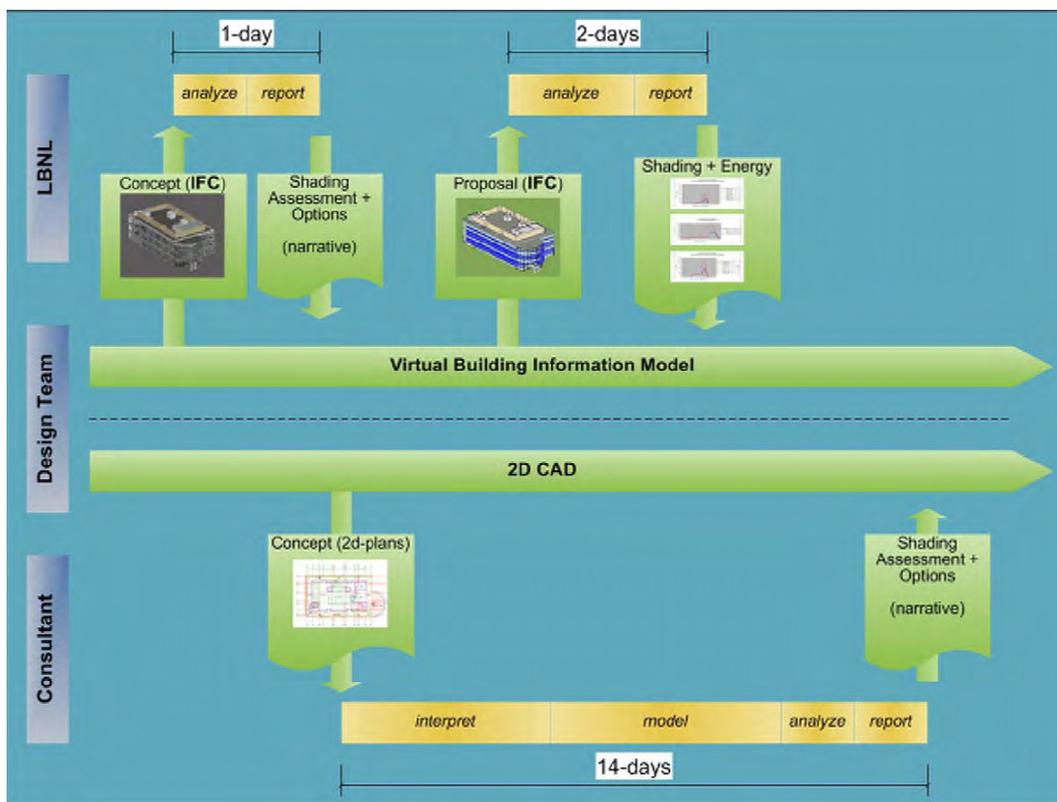 1-day
2-days
analyze
report
analyze
report
LBNL
Concept (IFC)
Shading
Assessment +
Options
(narrative)
Proposal (IFC)
Shading + Energy
Virtual Building Information Model
Design Team
2D CAD
Concept (2d-plans)
Shading
Assessment +
Options
(narrative)
Consultant
interpret
model
analyze
report
14-days